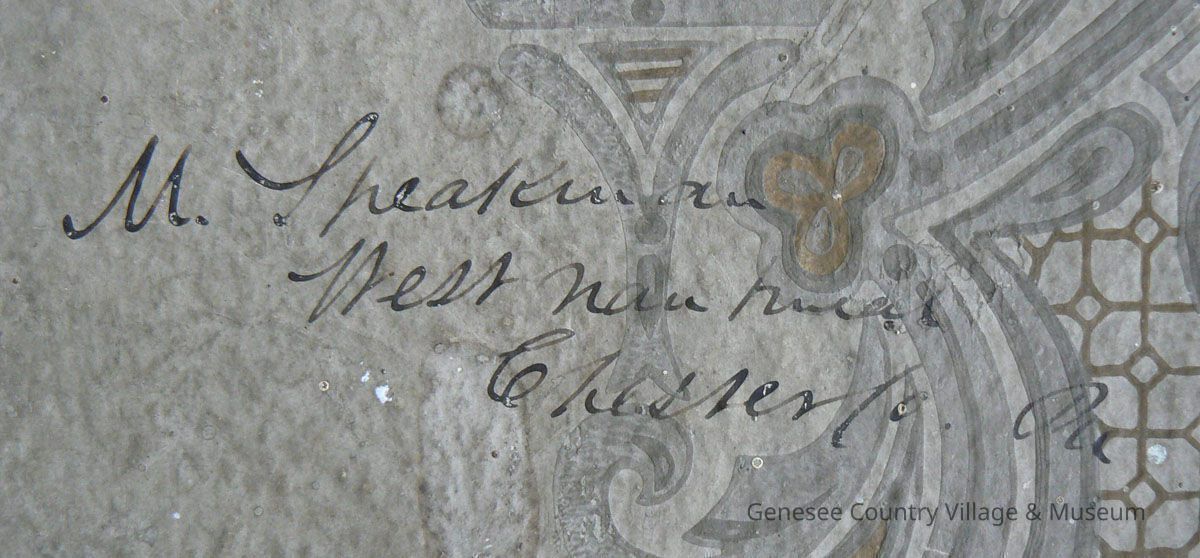 M. Speakman
West nantmeal
Chester Co. Pa
Genesee Country Village & Museum